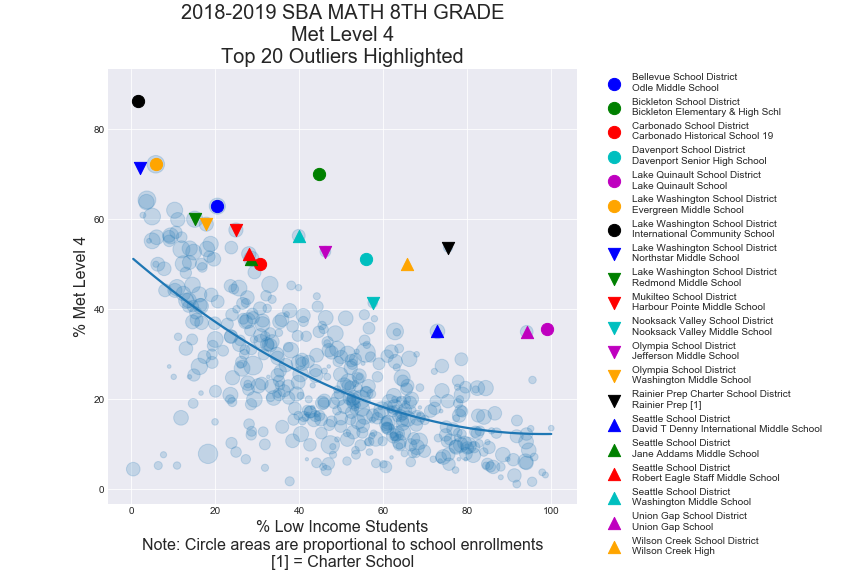 2018-2019 SBA MATH 8TH GRADE
Met Level 4
Top 20 Outliers Highlighted
% Met Level 4
80
60
40
20
0
0
20
40
60
80
100
% Low Income Students
Note: Circle areas are proportional to school enrollments
[1] = Charter School
Bellevue School District
Odle Middle School
Bickleton School District
Bickleton Elementary & High Schl
Carbonado School District
Carbonado Historical School 19
Davenport School District
Davenport Senior High School
Lake Quinault School District
Lake Quinault School
Lake Washington School District
Evergreen Middle School
Lake Washington School District
International Community School
Lake Washington School District
Northstar Middle School
Lake Washington School District
Redmond Middle School
Mukilteo School District
Harbour Pointe Middle School
Nooksack Valley School District
Nooksack Valley Middle School
Olympia School District
Jefferson Middle School
Olympia School District
Washington Middle School
Rainier Prep Charter School District
Rainier Prep [1]
Seattle School District
David T Denny International Middle School
Seattle School District
Jane Addams Middle School
Seattle School District
Robert Eagle Staff Middle School
Seattle School District
Washington Middle School
Union Gap School District
Union Gap School
Wilson Creek School District
Wilson Creek High